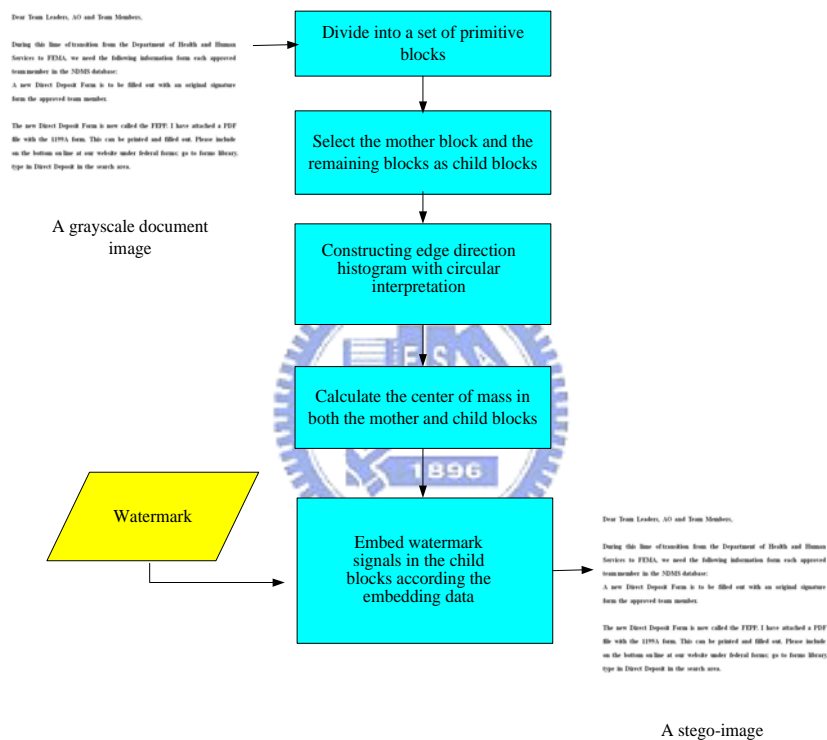 Dear Team Leaders, AO and Team Members,
During this lime of transition from the Department of Health and Human
Services to FEMA, we need the following information form each approved
team member in the NDMS database:
A new Direct Deposit Form is to be filled out with an original signature
form the approved team member.
The new Direct Deposit Form is now called the FEPP. I have attached a PDF
file with the 1199A form. This can be printed and filled out. Please include
on the bottom online at our website under federal forms; go to forms library,
type in Direct Deposit in the search area.
A grayscale document
image
Divide into a set of primitive
blocks
Select the mother block and the
remaining blocks as child blocks
Constructing edge direction
histogram with circular
interpretation
E S A
Calculate the center of mass in
both the mother and child blocks
1896
Watermark
Embed watermark
signals in the child
blocks according the
embedding data
Dear Team Leaders, AO and Team Members,
During this lime of transition from the Department of Health and Human
Services to FEMA, we need the following information form each approved
team member in the NDMS database:
A new Direct Deposit Form is to be filled out with an original signature
form the approved team member.
The new Direct Deposit Form is now called the FEPP. I have attached a PDF
file with the 1199A form. This can be printed and filled out. Please include
on the bottom online at our website under federal forms; go to forms library
type in Direct Deposit in the search area.
A stego-image